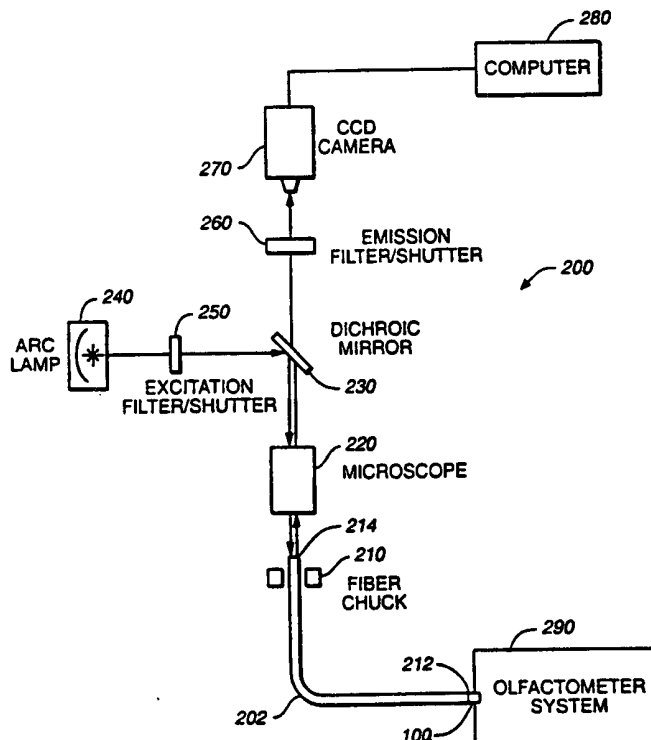 280
COMPUTER
CCD
CAMERA
270
260
EMISSION
FILTER/SHUTTER
200
240
250
ARC
LAMP
DICHROIC
MIRROR
EXCITATION
FILTER/SHUTTER
230
220
MICROSCOPE
214
210
FIBER
CHUCK
290
212
OLFACTOMETER
SYSTEM
202
100